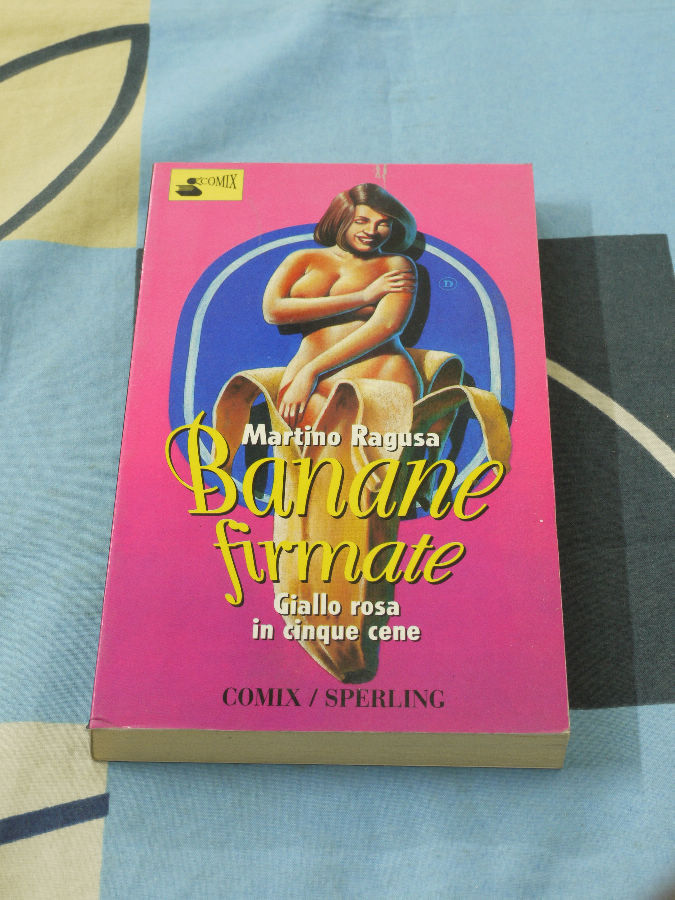 COMIX
D
Martino Ragusa
Banane
firmate
Giallo rosa
in cinque cene
COMIX / SPERLING